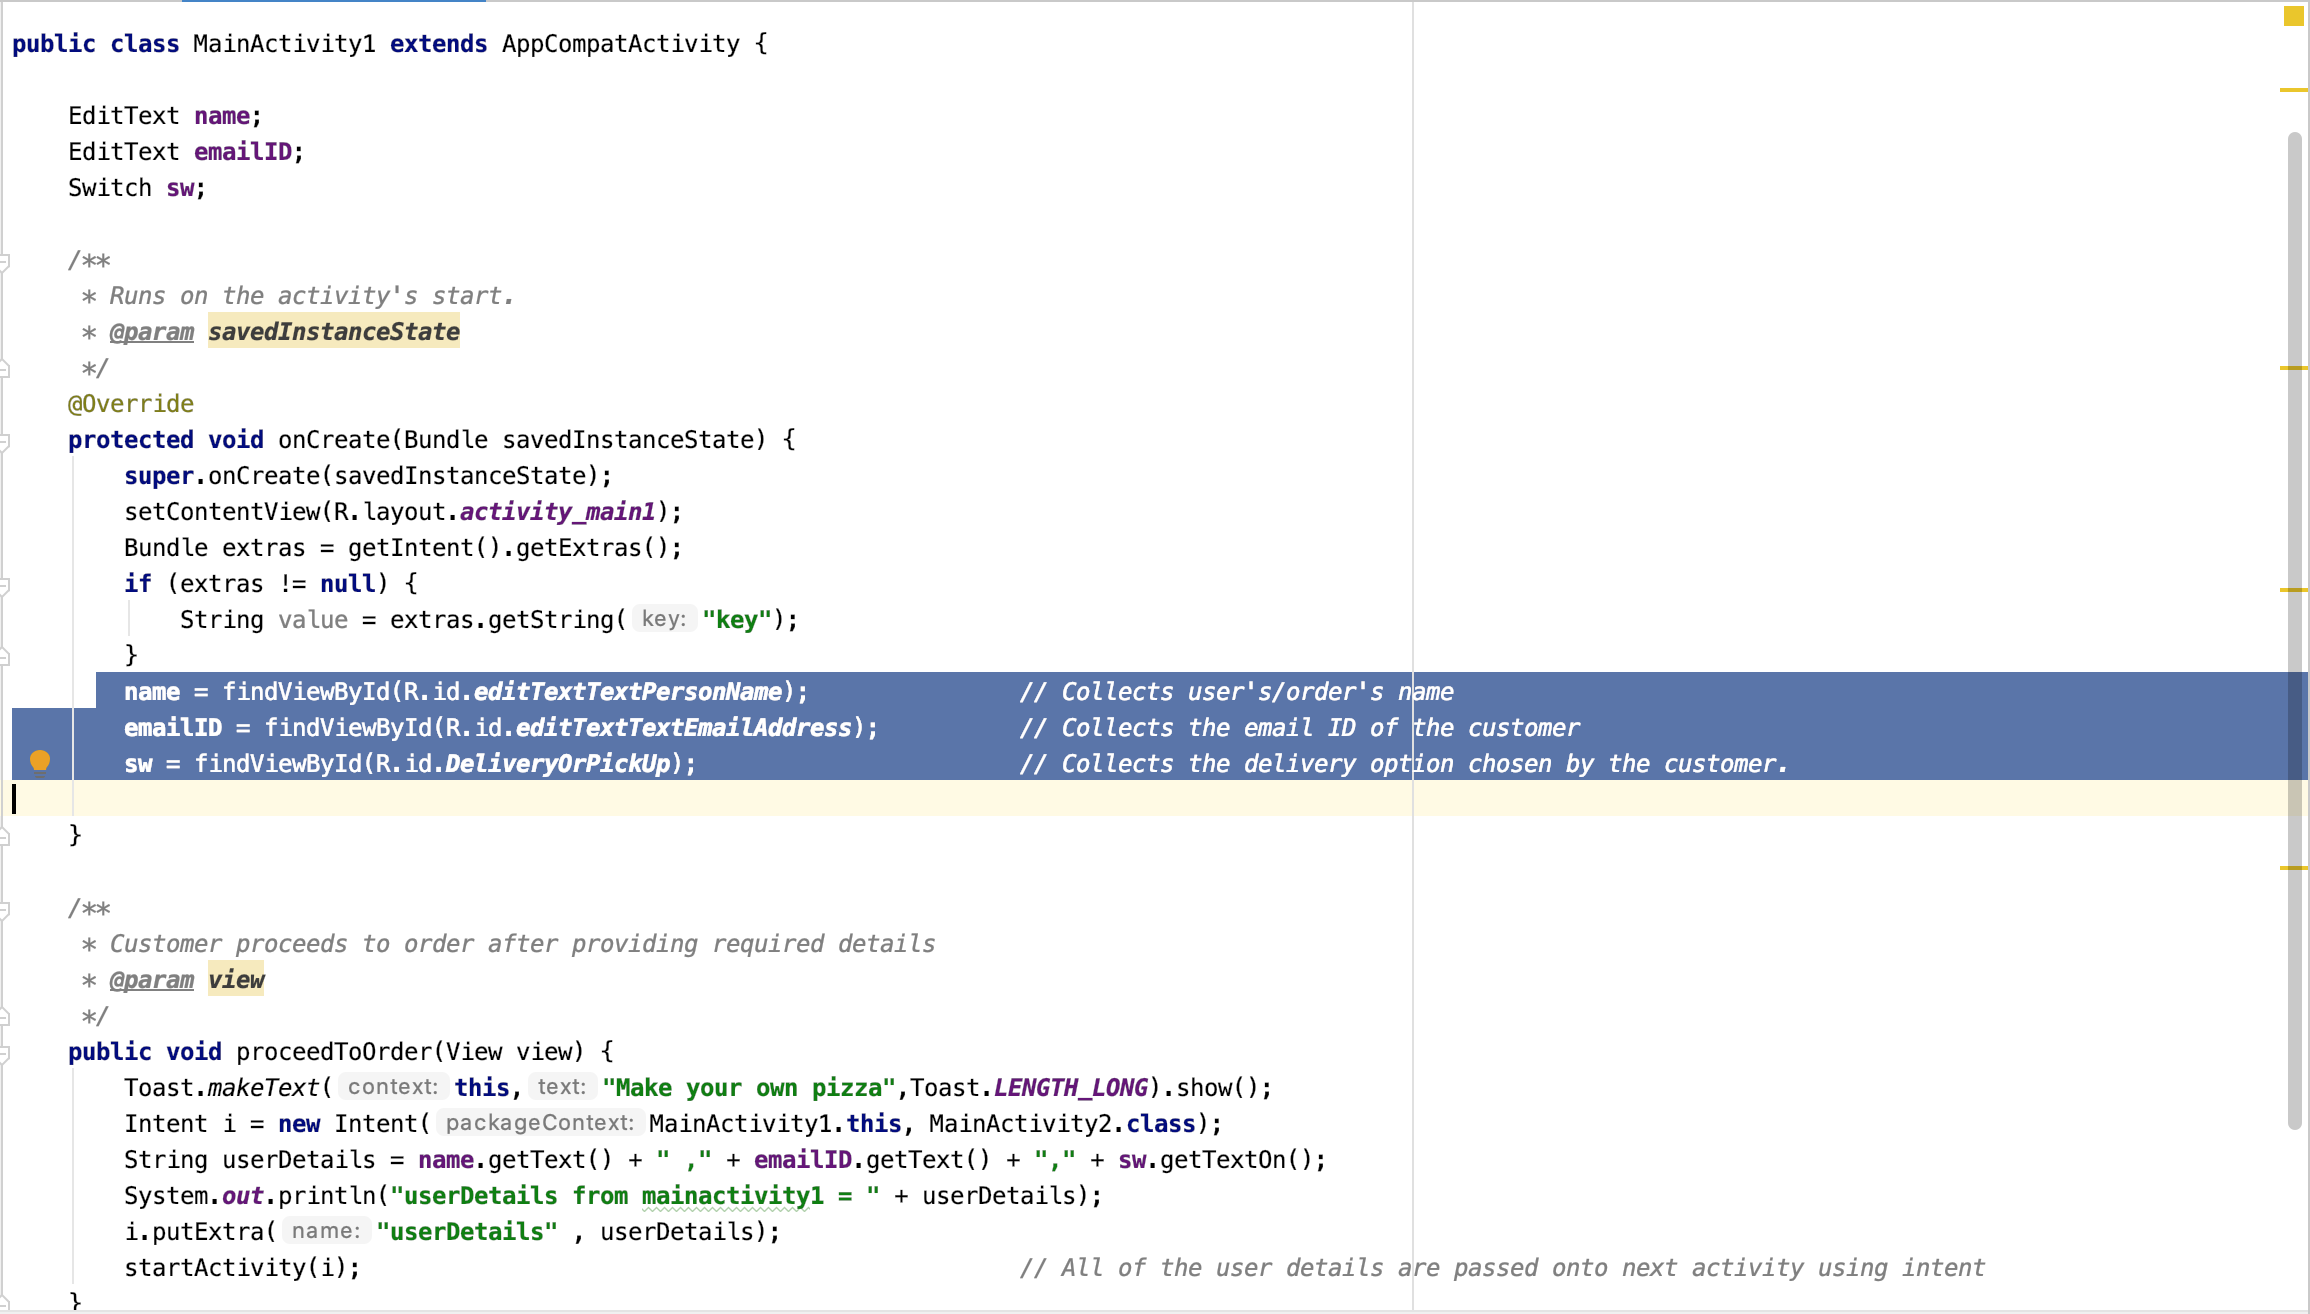 public class MainActivity1 extends AppCompatActivity {
EditText name;
EditText emailID;
Switch sw;
/**
* Runs on the activity's start.
* @param savedInstanceState
*/
@Override
protected void onCreate(Bundle savedInstanceState) {
super.onCreate(savedInstanceState);
setContentView(R.layout.activity_main1);
Bundle extras = getIntent().getExtras();
if (extras != null) {
String value = extras.getString( key: "key");
}
name = findViewById(R.id.editTextTextPersonName); // Collects user's/order's name
emailID = findViewById(R.id.editTextTextEmailAddress); // Collects the email ID of the customer
sw = findViewById(R.id.DeliveryOrPickUp); // Collects the delivery option chosen by the customer.
}
/**
* Customer proceeds to order after providing required details
* @param view
*/
public void proceedToOrder(View view) {
Toast.makeText( context: this, text: "Make your own pizza",Toast.LENGTH_LONG).show();
Intent i = new Intent( packageContext: MainActivity1.this, MainActivity2.class);
String userDetails = name.getText() + " ," + emailID.getText() + "," + sw.getTextOn();
System.out.println("userDetails from mainactivity1 = " + userDetails);
i.putExtra( name: "userDetails" , userDetails);
startActivity(i); // All of the user details are passed onto next activity using intent
}